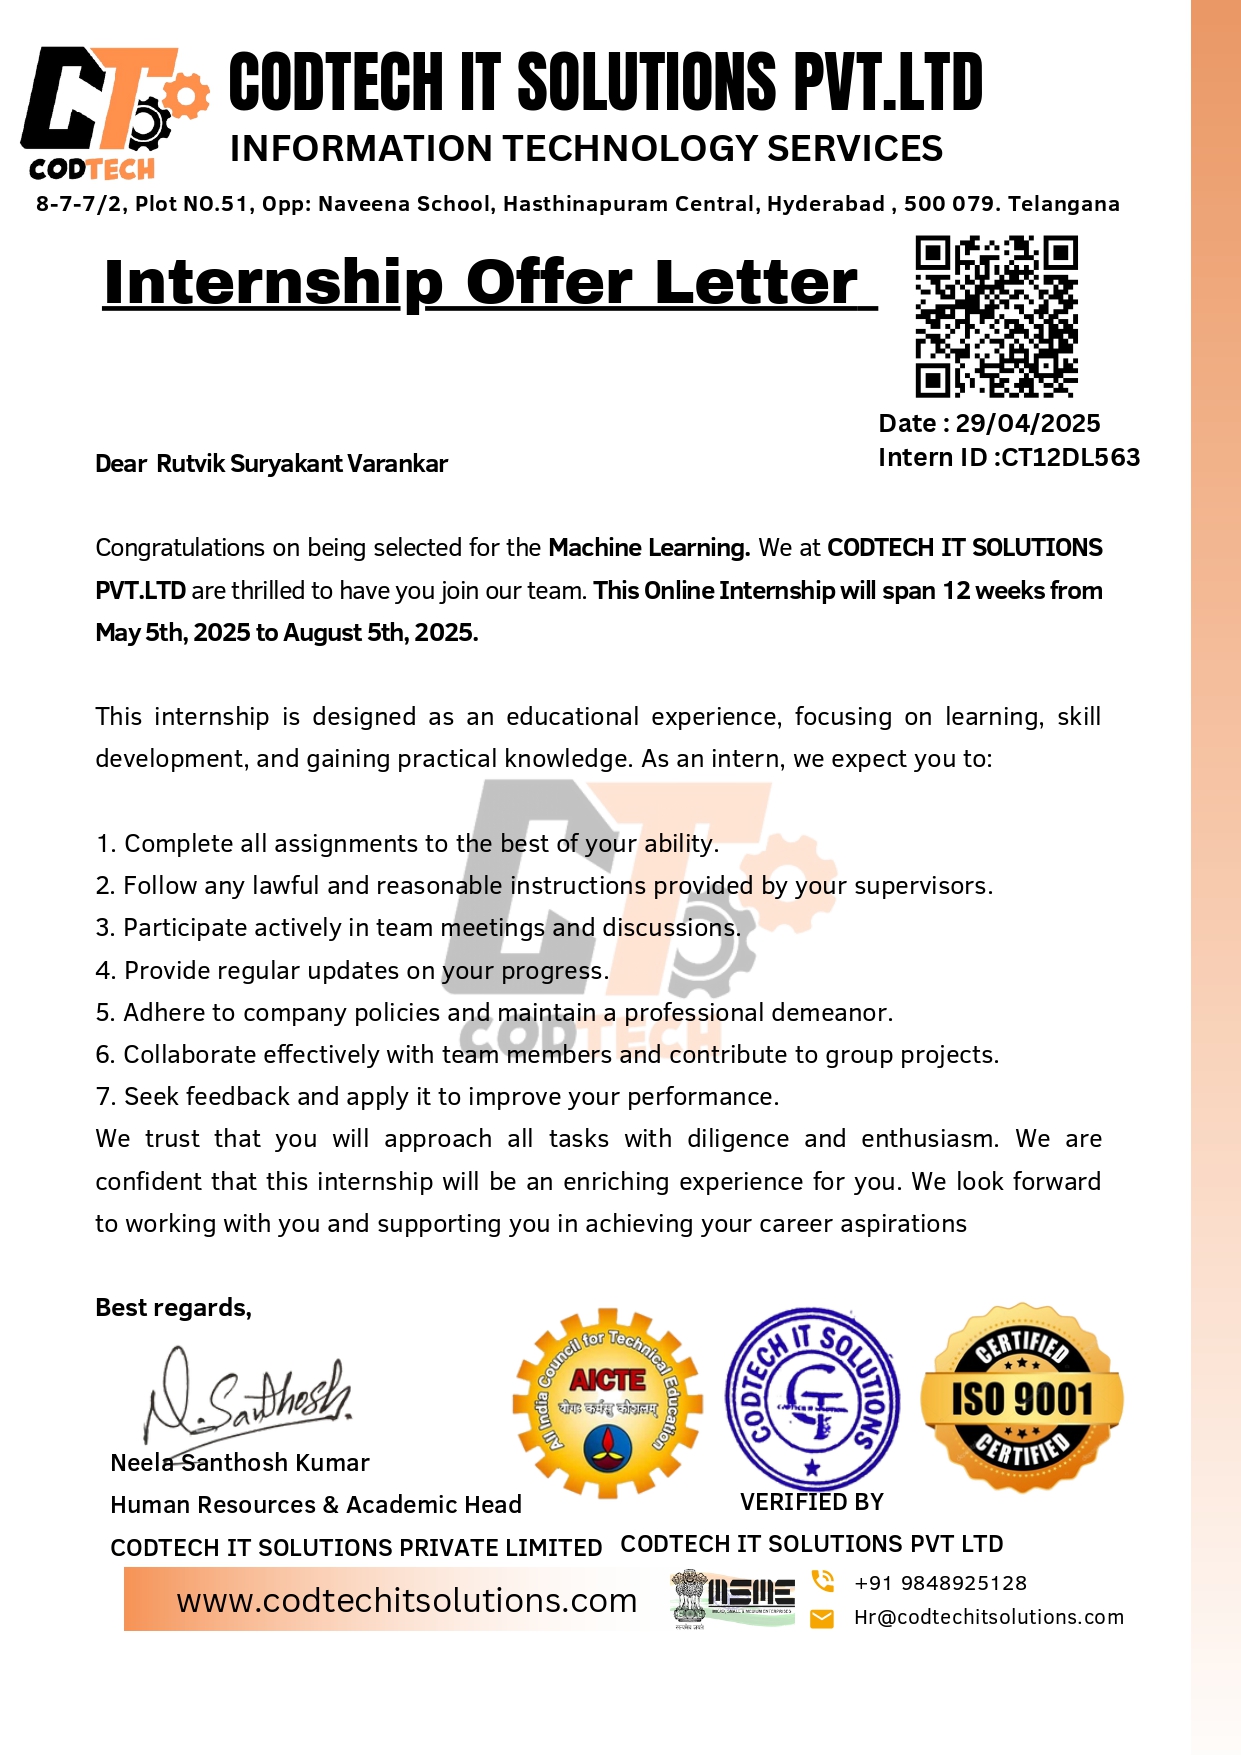 CT
CODTECH
CODTECH IT SOLUTIONS PVT.LTD
INFORMATION TECHNOLOGY SERVICES
8-7-7/2, Plot NO.51, Opp: Naveena School, Hasthinapuram Central, Hyderabad , 500 079. Telangana
Internship Offer Letter
Date : 29/04/2025
Intern ID :CT12DL563
Dear Rutvik Suryakant Varankar
Congratulations on being selected for the Machine Learning. We at CODTECH IT SOLUTIONS
PVT.LTD are thrilled to have you join our team. This Online Internship will span 12 weeks from
May 5th, 2025 to August 5th, 2025.
This internship is designed as an educational experience, focusing on learning, skill
development, and gaining practical knowledge. As an intern, we expect you to:
1. Complete all assignments to the best of your ability.
2. Follow any lawful and reasonable instructions provided by your supervisors.
3. Participate actively in team meetings and discussions.
4. Provide regular updates on your progress.
5. Adhere to company policies and maintain a professional demeanor.
6. Collaborate effectively with team members and contribute to group projects.
7. Seek feedback and apply it to improve your performance.
CT
CODTECH
We trust that you will approach all tasks with diligence and enthusiasm. We are
confident that this internship will be an enriching experience for you. We look forward
to working with you and supporting you in achieving your career aspirations
Best regards,
N. Santhosh.
Neela Santhosh Kumar
Human Resources & Academic Head
CODTECH IT SOLUTIONS PRIVATE LIMITED
All India Council for Technical Education
AICTE
योगः कर्मसु कौशलम्
CODTECH IT SOLUTIONS
CT
VERIFIED BY
CODTECH IT SOLUTIONS PVT LTD
CERTIFIED
ISO 9001
CERTIFIED
www.codtechitsolutions.com
सत्यमेव जयते
MSME
MICRO, SMALL & MEDIUM ENTERPRISES
+91 9848925128
Hr@codtechitsolutions.com